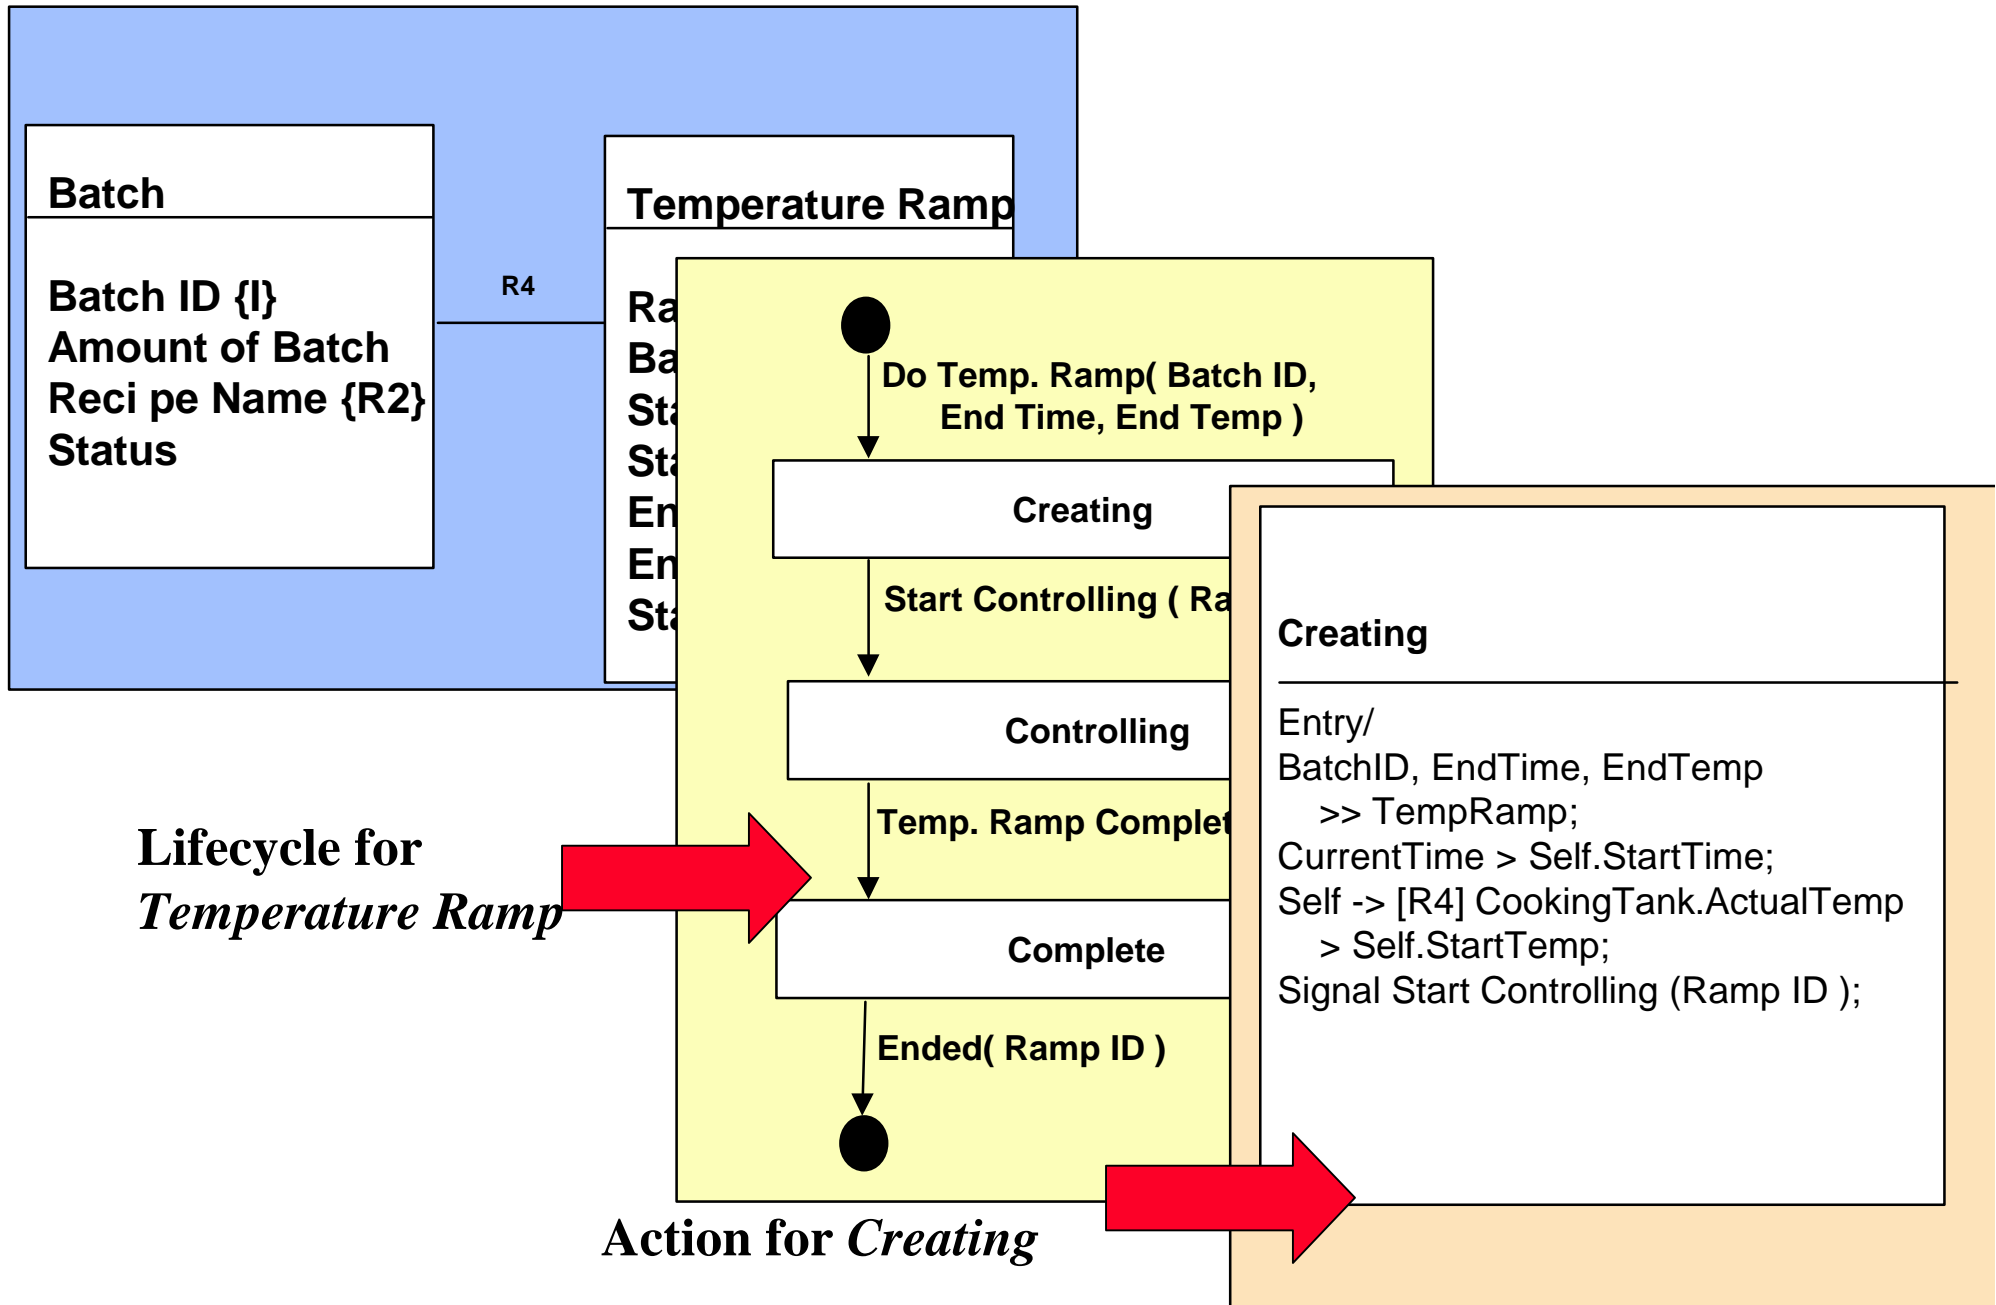 Batch
Batch ID {I}
Amount of Batch
Reci pe Name {R2}
Status
R4
Temperature Ramp
Ra
Ba
Sta
Sta
En
En
Sta
Do Temp. Ramp( Batch ID,
End Time, End Temp )
Creating
Start Controlling ( Ra
Controlling
Temp. Ramp Complet
Complete
Ended( Ramp ID )
Creating
Entry/
BatchID, EndTime, EndTemp
>> TempRamp;
CurrentTime > Self.StartTime;
Self -> [R4] CookingTank.ActualTemp
> Self.StartTemp;
Signal Start Controlling (Ramp ID );
Lifecycle for
Temperature Ramp
Action for Creating